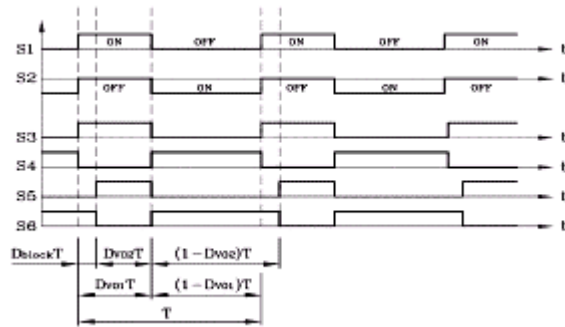 S1 ON OFF ON OFF ON t
S2 OFF ON OFF ON OFF t
S3 t
S4 t
S5 t
S6 t
DblockT Dvo2T (1-Dvo2)T
Dvo1T (1-Dvo1)T
T